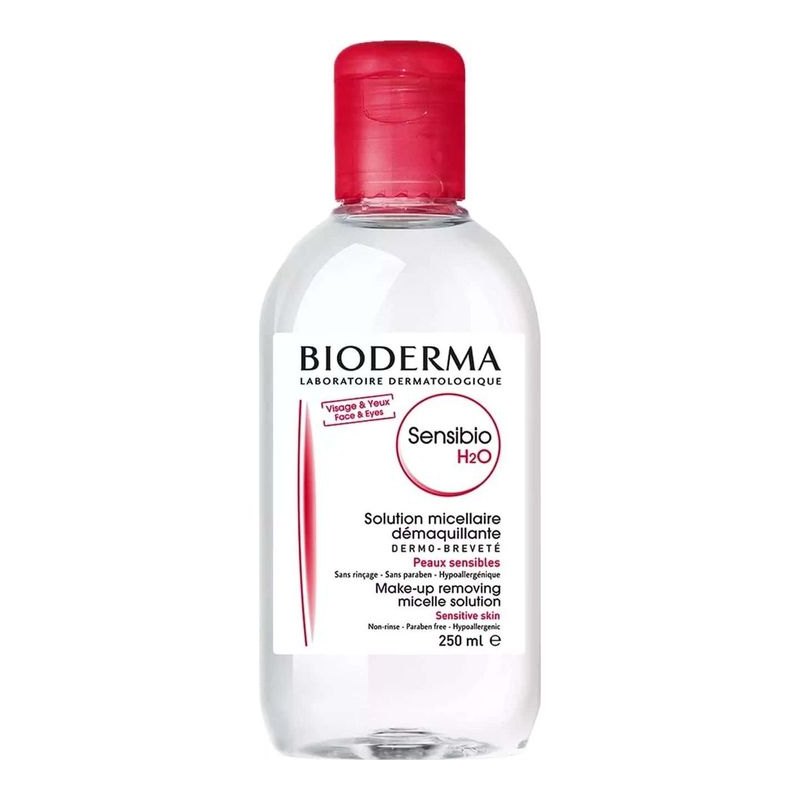 BIODERMA
LABORATOIRE DERMATOLOGIQUE
Visage & Yeux
Face & Eyes
Sensibio
H2O
Solution micellaire
démaquillante
DERMO-BREVETÉ
Peaux sensibles
Sans rinçage - Sans paraben - Hypoallergénique
Make-up removing
micelle solution
Sensitive skin
Non-rinse - Paraben free - Hypoallergenic
250 ml e